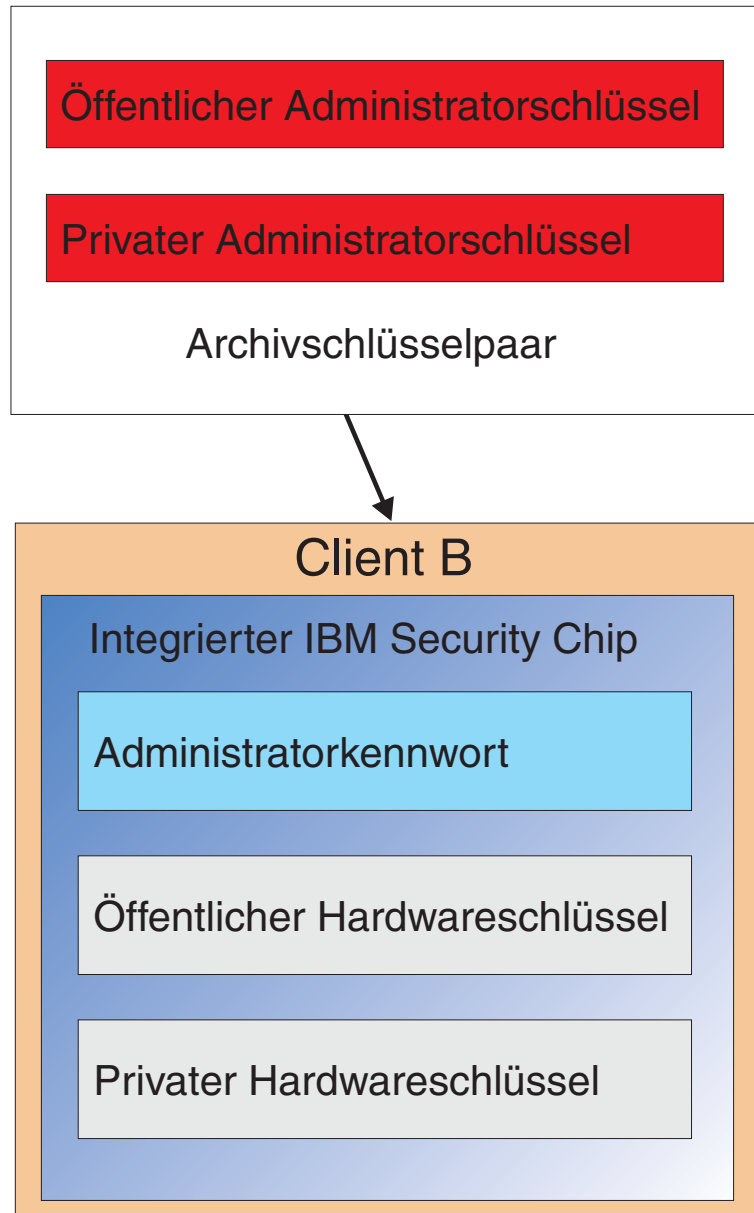 Öffentlicher Administratorschlüssel
Privater Administratorschlüssel
Archivschlüsselpaar
Client B
Integrierter IBM Security Chip
Administratorkennwort
Öffentlicher Hardwareschlüssel
Privater Hardwareschlüssel